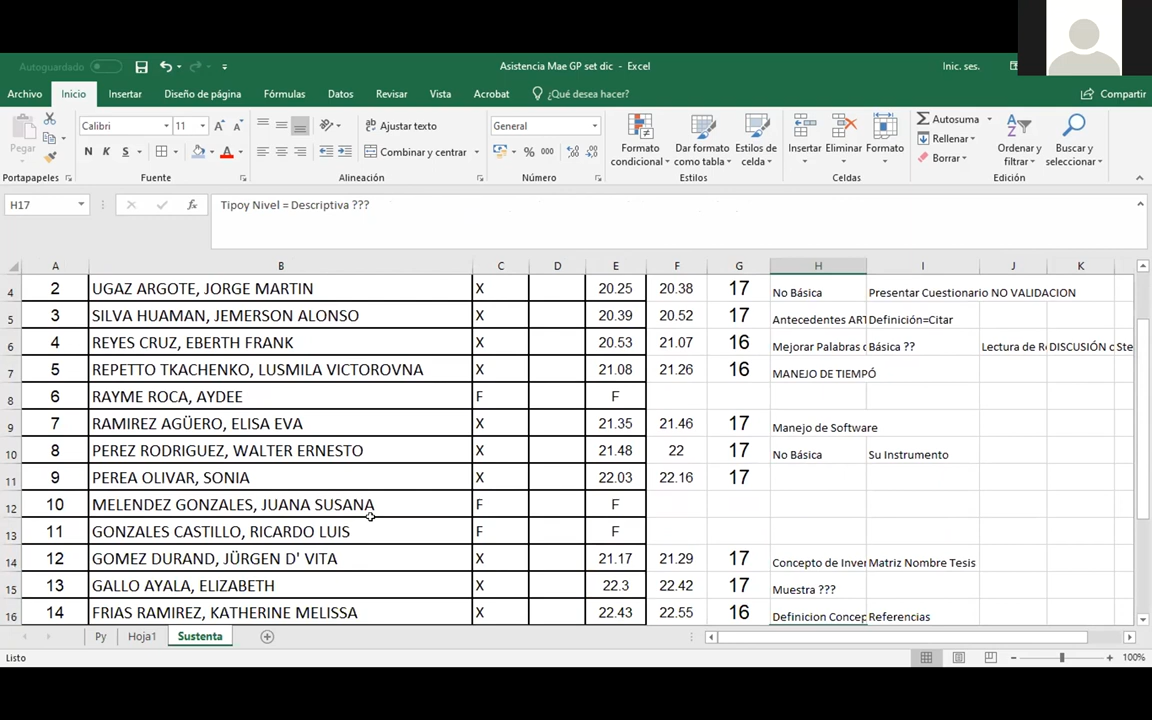 Autoguardado
Asistencia Mae GP set dic - Excel
Inic. ses.
Archivo Inicio Insertar Diseño de página Fórmulas Datos Revisar Vista Acrobat ¿Qué desea hacer? Compartir
Pegar
Calibri 11
N K S
Ajustar texto
Combinar y centrar
General
% 000
Formato condicional Dar formato como tabla Estilos de celda
Insertar Eliminar Formato
Autosuma
Rellenar
Borrar
Ordenar y filtrar Buscar y seleccionar
Portapapeles Fuente Alineación Número Estilos Celdas Edición
H17 fx Tipoy Nivel = Descriptiva ???
A B C D E F G H I J K
4 2 UGAZ ARGOTE, JORGE MARTIN X 20.25 20.38 17 No Básica Presentar Cuestionario NO VALIDACION
5 3 SILVA HUAMAN, JEMERSON ALONSO X 20.39 20.52 17 Antecedentes ART Definición=Citar
6 4 REYES CRUZ, EBERTH FRANK X 20.53 21.07 16 Mejorar Palabras c Básica ?? Lectura de Re DISCUSIÓN c Ste
7 5 REPETTO TKACHENKO, LUSMILA VICTOROVNA X 21.08 21.26 16 MANEJO DE TIEMPÓ
8 6 RAYME ROCA, AYDEE F F
9 7 RAMIREZ AGÜERO, ELISA EVA X 21.35 21.46 17 Manejo de Software
10 8 PEREZ RODRIGUEZ, WALTER ERNESTO X 21.48 22 17 No Básica Su Instrumento
11 9 PEREA OLIVAR, SONIA X 22.03 22.16 17
12 10 MELENDEZ GONZALES, JUANA SUSANA F F
13 11 GONZALES CASTILLO, RICARDO LUIS F F
14 12 GOMEZ DURAND, JÜRGEN D' VITA X 21.17 21.29 17 Concepto de Inver Matriz Nombre Tesis
15 13 GALLO AYALA, ELIZABETH X 22.3 22.42 17 Muestra ???
16 14 FRIAS RAMIREZ, KATHERINE MELISSA X 22.43 22.55 16 Definicion Concep Referencias
Py Hoja1 Sustenta
Listo 100%